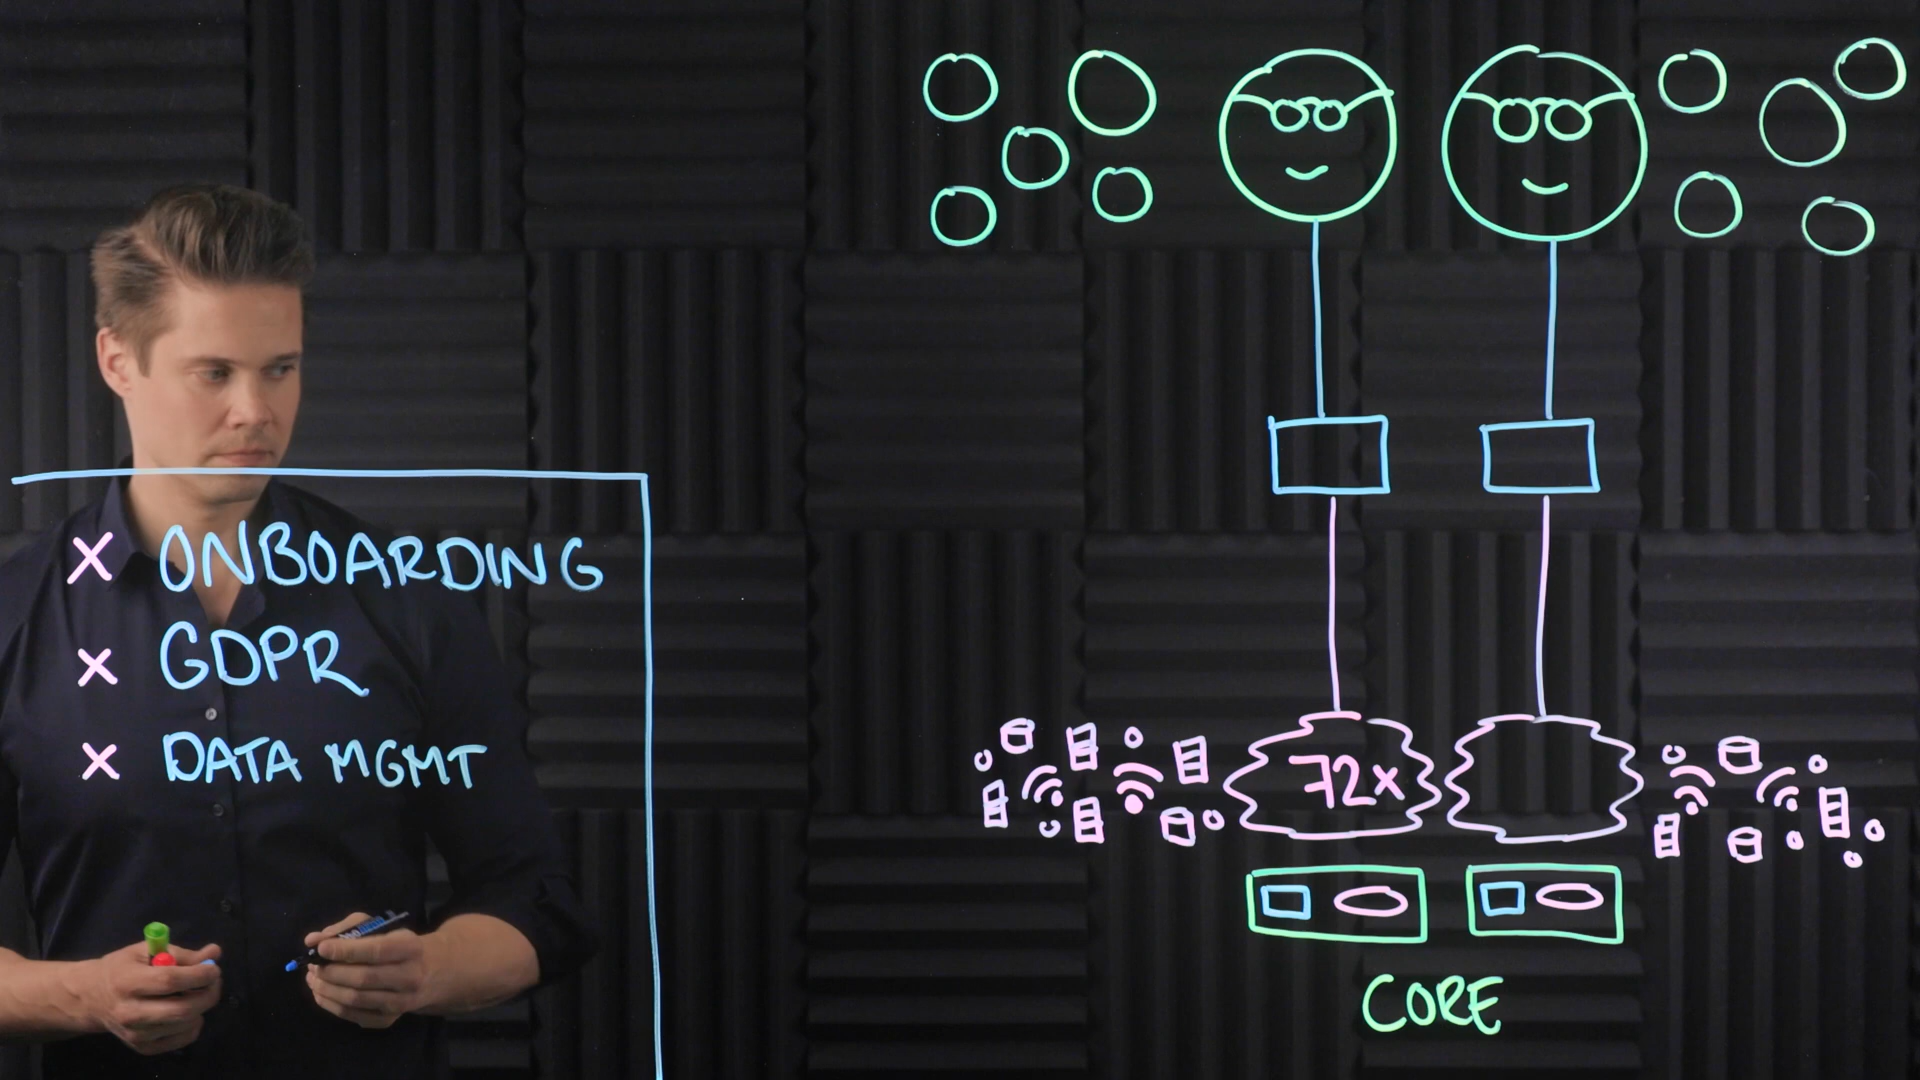 X ONBOARDING
X GDPR
X DATA MGMT
72x
CORE